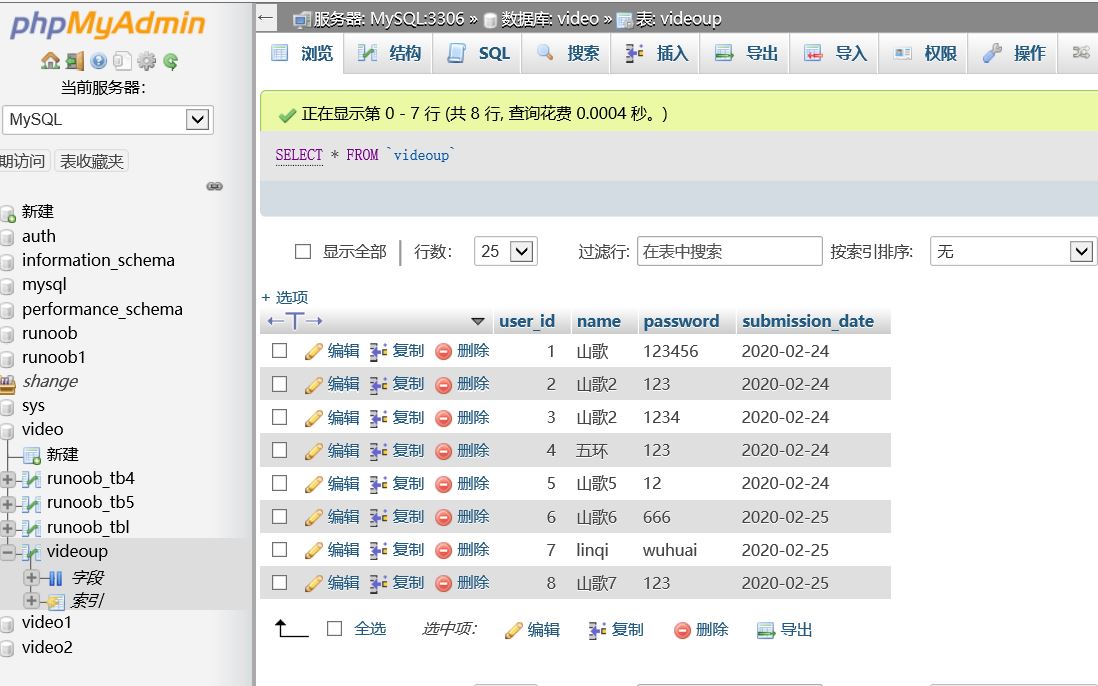 phpMyAdmin
当前服务器:
MySQL
期访问 表收藏夹
新建
auth
information_schema
mysql
performance_schema
runoob
runoob1
shange
sys
video
新建
runoob_tb4
runoob_tb5
runoob_tbl
videoup
字段
索引
video1
video2
服务器: MySQL:3306 » 数据库: video » 表: videoup
浏览 结构 SQL 搜索 插入 导出 导入 权限 操作
正在显示第 0 - 7 行 (共 8 行, 查询花费 0.0004 秒。)
SELECT * FROM `videoup`
显示全部 | 行数: 25 过滤行: 在表中搜索 按索引排序: 无
+ 选项
←T→ user_id name password submission_date
编辑 复制 删除 1 山歌 123456 2020-02-24
编辑 复制 删除 2 山歌2 123 2020-02-24
编辑 复制 删除 3 山歌2 1234 2020-02-24
编辑 复制 删除 4 五环 123 2020-02-24
编辑 复制 删除 5 山歌5 12 2020-02-24
编辑 复制 删除 6 山歌6 666 2020-02-25
编辑 复制 删除 7 linqi wuhuai 2020-02-25
编辑 复制 删除 8 山歌7 123 2020-02-25
全选 选中项: 编辑 复制 删除 导出